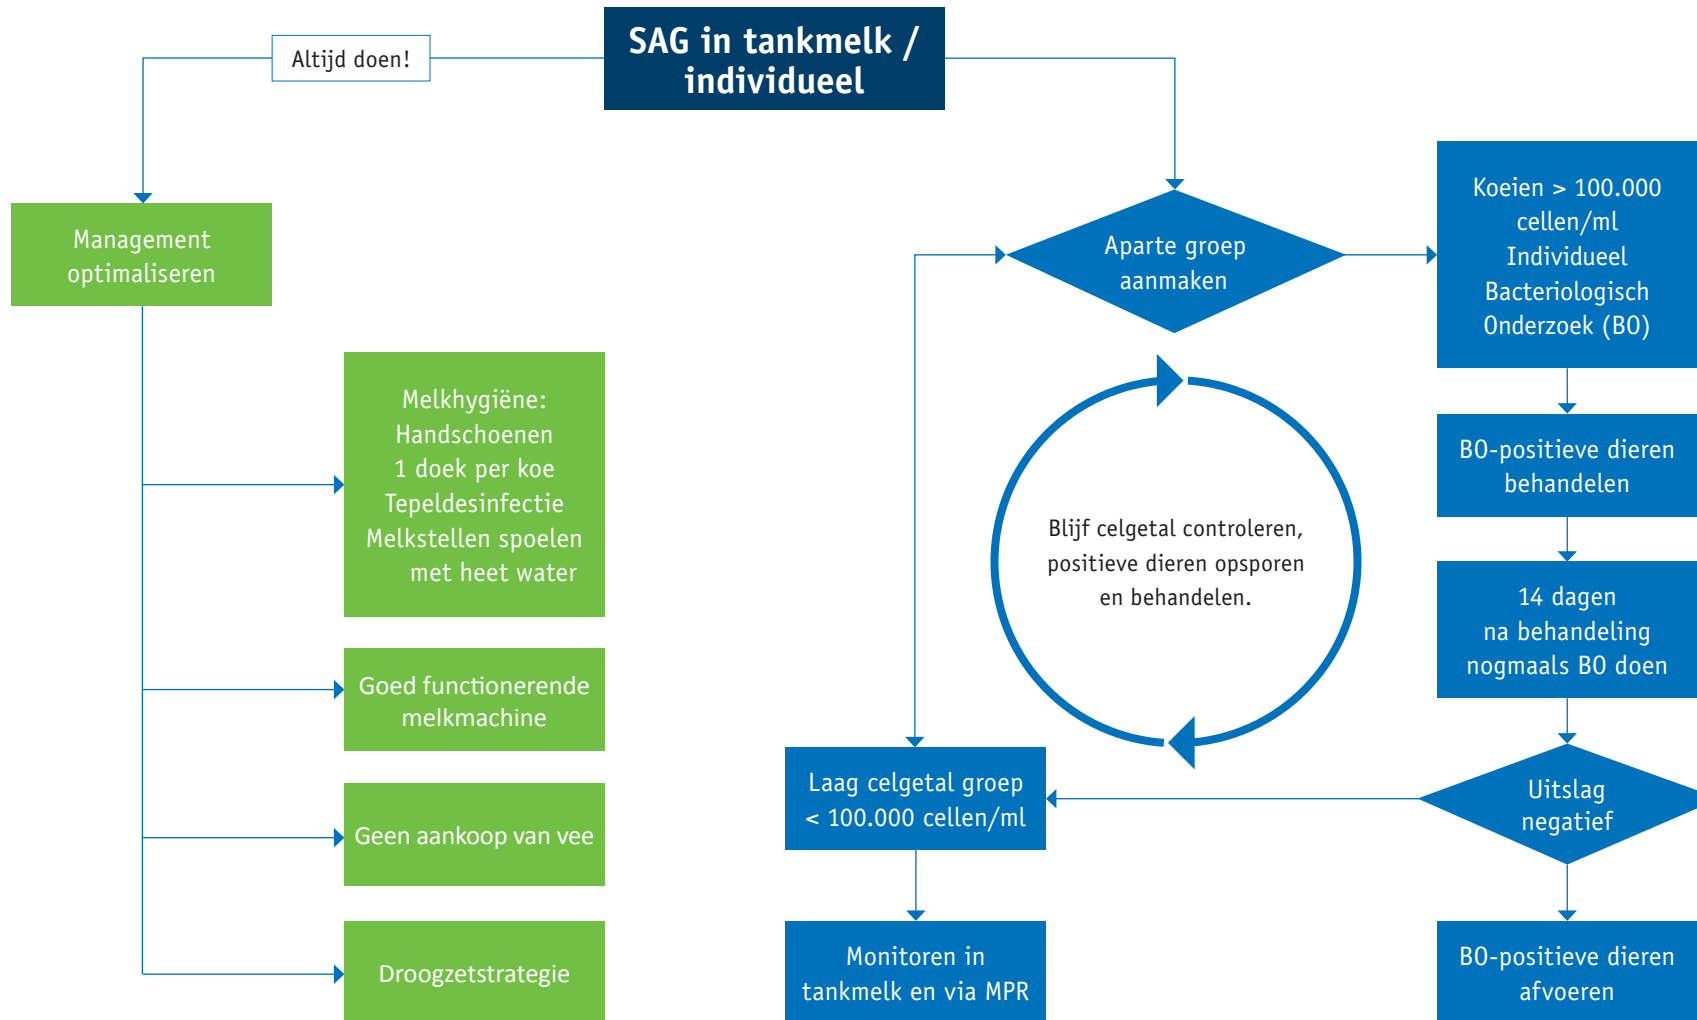 SAG in tankmelk /
individueel
Altijd doen!
Management
optimaliseren
Melkhygiëne:
Handschoenen
1 doek per koe
Tepeldesinfectie
Melkstellen spoelen
met heet water
Goed functionerende
melkmachine
Geen aankoop van vee
Droogzetstrategie
Aparte groep
aanmaken
Koeien > 100.000
cellen/ml
Individueel
Bacteriologisch
Onderzoek (BO)
BO-positieve dieren
behandelen
14 dagen
na behandeling
nogmaals BO doen
Uitslag
negatief
BO-positieve dieren
afvoeren
Blijf celgetal controleren,
positieve dieren opsporen
en behandelen.
Laag celgetal groep
< 100.000 cellen/ml
Monitoren in
tankmelk en via MPR